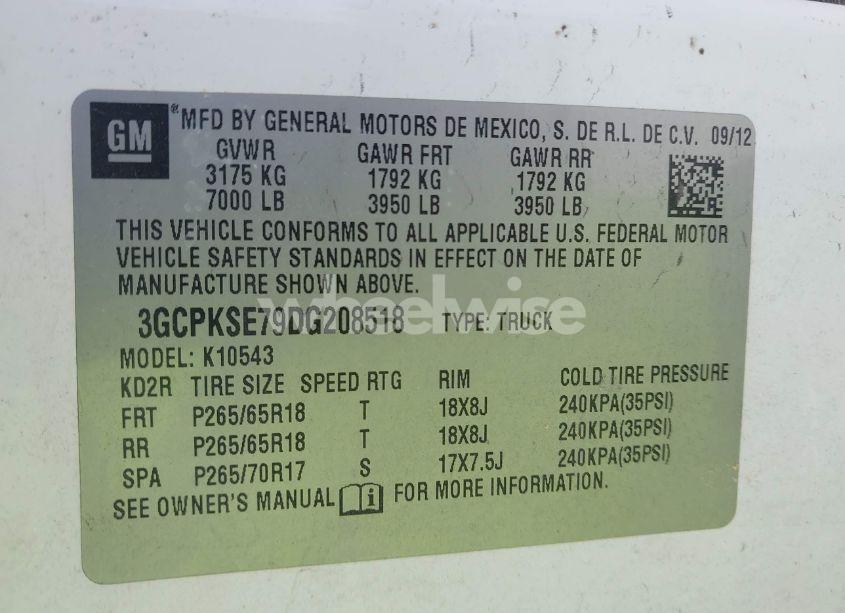 GM ® MFD BY GENERAL MOTORS DE MEXICO, S. DE R.L. DE C.V. 09/12
GVWR GAWR FRT GAWR RR
3175 KG 1792 KG 1792 KG
7000 LB 3950 LB 3950 LB
THIS VEHICLE CONFORMS TO ALL APPLICABLE U.S. FEDERAL MOTOR
VEHICLE SAFETY STANDARDS IN EFFECT ON THE DATE OF
MANUFACTURE SHOWN ABOVE.
wheelwise
3GCPKSE79DG208518 TYPE: TRUCK
MODEL: K10543
KD2R TIRE SIZE SPEED RTG RIM COLD TIRE PRESSURE
FRT P265/65R18 T 18X8J 240KPA(35PSI)
RR P265/65R18 T 18X8J 240KPA(35PSI)
SPA P265/70R17 S 17X7.5J 240KPA(35PSI)
SEE OWNER'S MANUAL i FOR MORE INFORMATION.